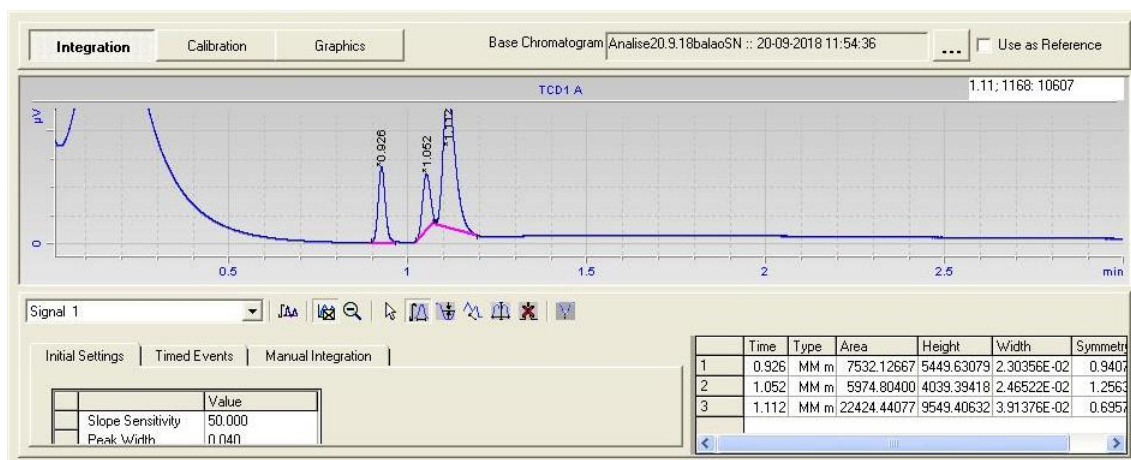 Integration Calibration Graphics Base Chromatogram Analise20.9.18balaoSN :: 20-09-2018 11:54:36 ... Use as Reference
TCD1 A 1.11; 1168: 10607
µV
*0.926
*1.052
*1.112
0
0.5 1 1.5 2 2.5 min
Signal 1
Initial Settings Timed Events Manual Integration
Value
Slope Sensitivity 50.000
Peak Width 0.040
Time Type Area Height Width Symmetry
1 0.926 MM m 7532.12667 5449.63079 2.30356E-02 0.9407
2 1.052 MM m 5974.80400 4039.39418 2.46522E-02 1.2563
3 1.112 MM m 22424.44077 9549.40632 3.91376E-02 0.6957